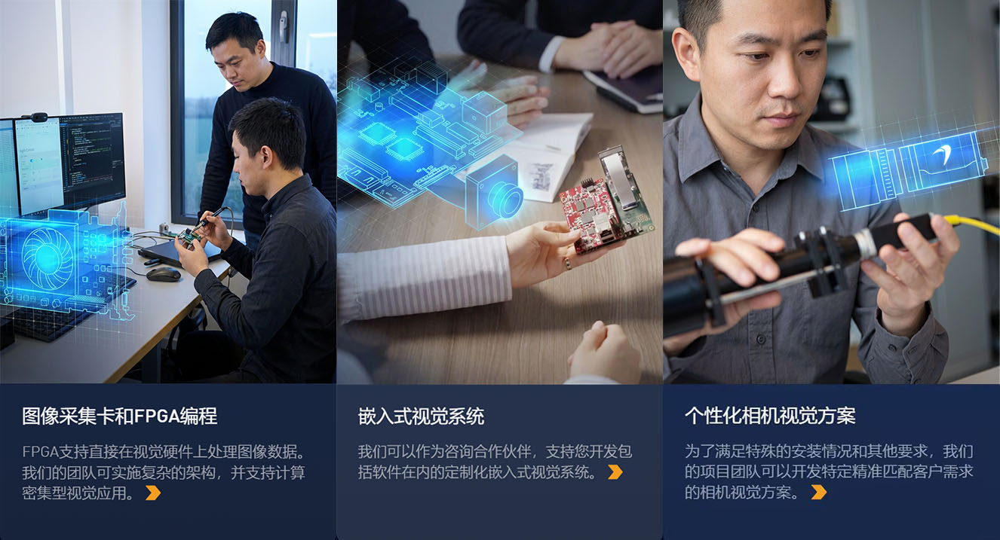 图像采集卡和FPGA编程
FPGA支持直接在视觉硬件上处理图像数据。
我们的团队可实施复杂的架构，并支持计算
密集型视觉应用。
嵌入式视觉系统
我们可以作为咨询合作伙伴，支持您开发包
括软件在内的定制化嵌入式视觉系统。
个性化相机视觉方案
为了满足特殊的安装情况和其他要求，我们
的项目团队可以开发特定精准匹配客户需求
的相机视觉方案。